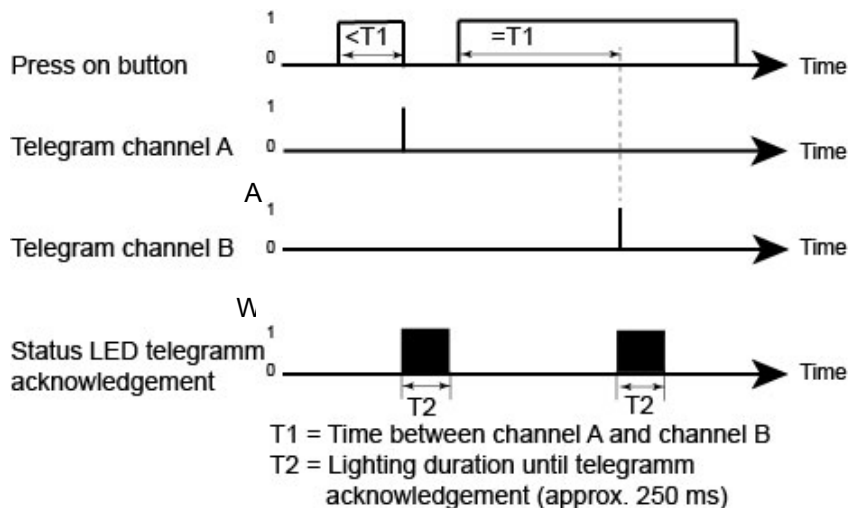 1
<T1
=T1
Press on button
0
Time
1
Telegram channel A
0
Time
A
1
Telegram channel B
0
Time
W
1
Status LED telegramm
0
Time
acknowledgement
T2
T2
T1 = Time between channel A and channel B
T2 = Lighting duration until telegramm
acknowledgement (approx. 250 ms)